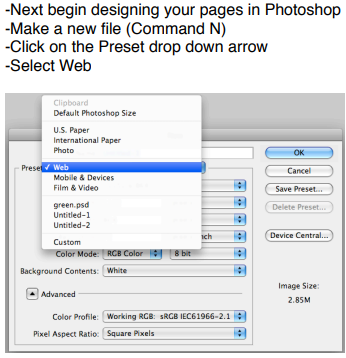 -Next begin designing your pages in Photoshop
-Make a new file (Command N)
-Click on the Preset drop down arrow
-Select Web
Clipboard
Default Photoshop Size
U.S. Paper
International Paper
Photo
OK
Preset
✓ Web
Cancel
Mobile & Devices
Film & Video
Save Preset...
green.psd
Delete Preset...
Untitled-1
Untitled-2
Device Central...
Custom
Color Mode: RGB Color 8 bit
Background Contents: White
Image Size:
2.85M
Advanced
Color Profile: Working RGB: sRGB IEC61966-2.1
Pixel Aspect Ratio: Square Pixels